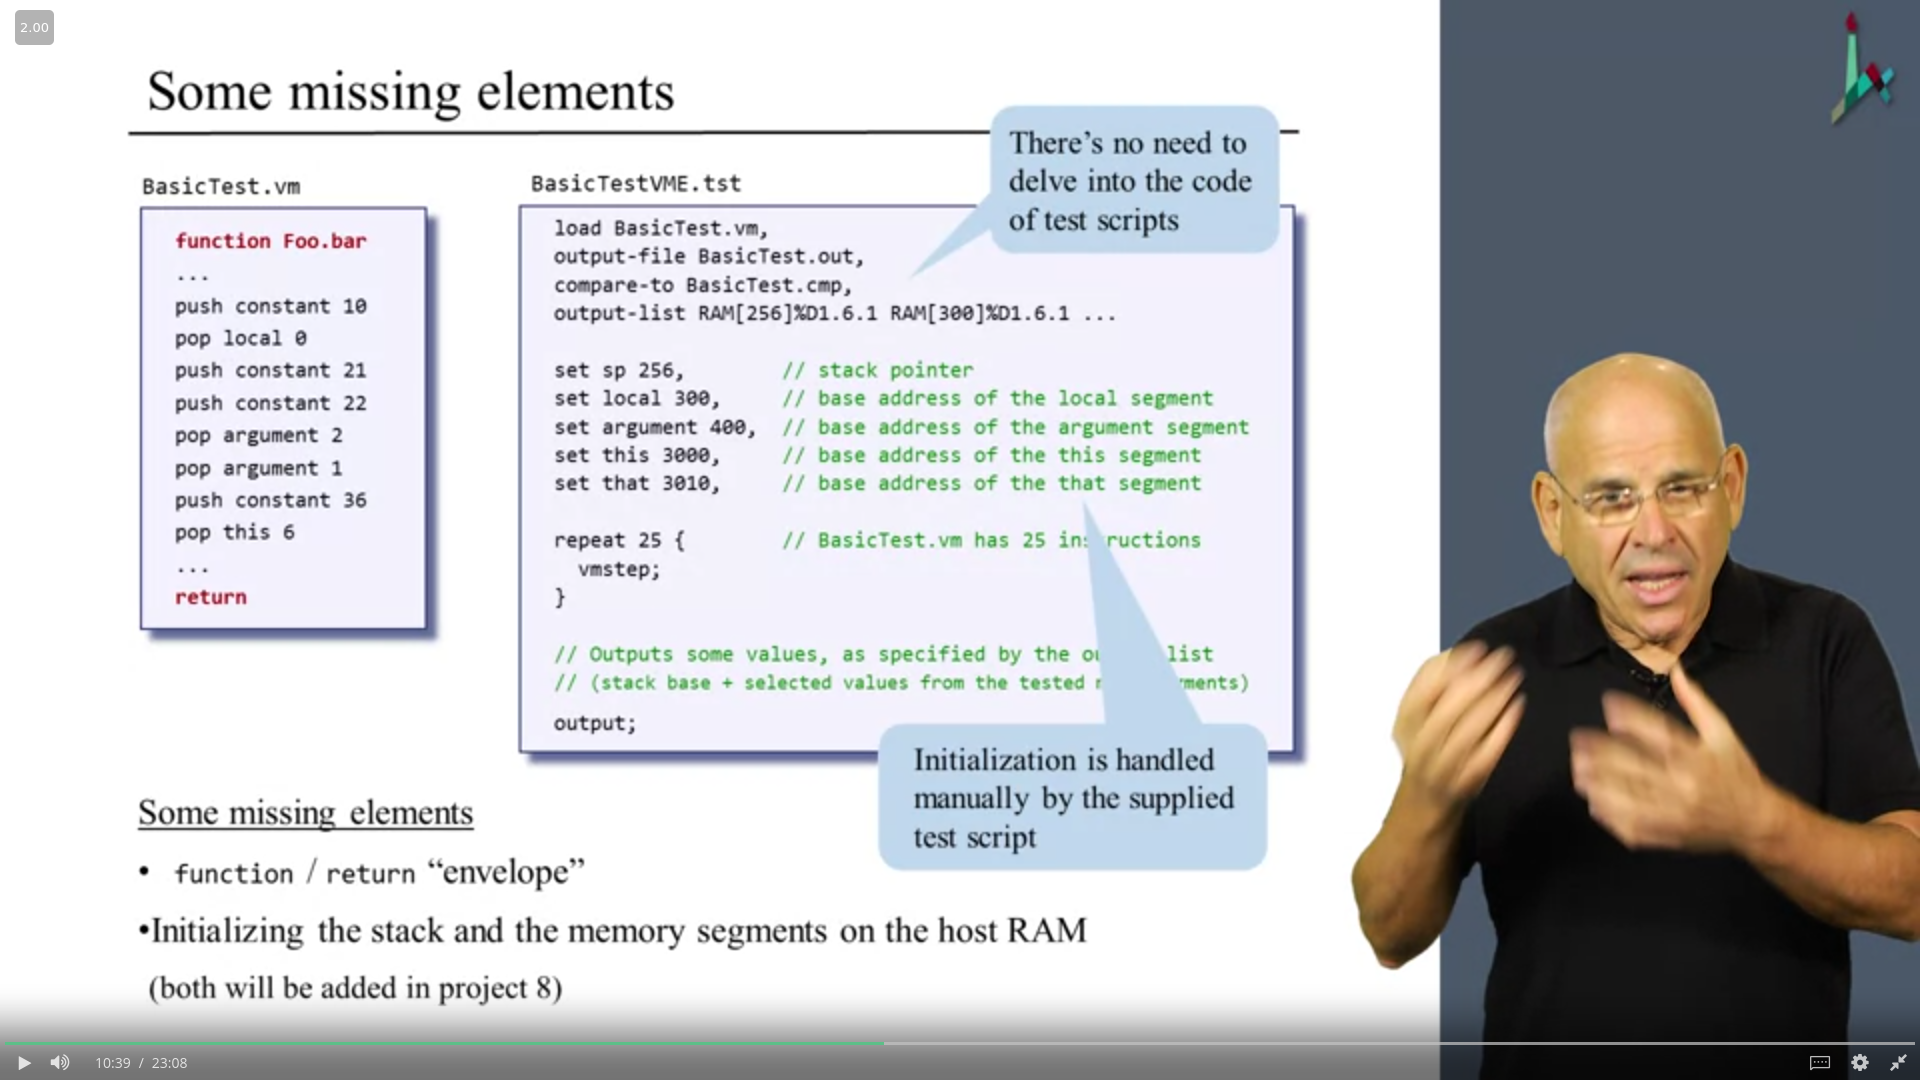 2.00
Some missing elements
There's no need to
delve into the code
of test scripts
BasicTest.vm
function Foo.bar
...
push constant 10
pop local 0
push constant 21
push constant 22
pop argument 2
pop argument 1
push constant 36
pop this 6
...
return
BasicTestVME.tst
load BasicTest.vm,
output-file BasicTest.out,
compare-to BasicTest.cmp,
output-list RAM[256]%D1.6.1 RAM[300]%D1.6.1 ...
set sp 256, // stack pointer
set local 300, // base address of the local segment
set argument 400, // base address of the argument segment
set this 3000, // base address of the this segment
set that 3010, // base address of the that segment
repeat 25 { // BasicTest.vm has 25 ins ructions
vmstep;
}
// Outputs some values, as specified by the ou list
// (stack base + selected values from the tested m ments)
output;
Initialization is handled
manually by the supplied
test script
Some missing elements
• function / return “envelope”
•Initializing the stack and the memory segments on the host RAM
(both will be added in project 8)
10:39 / 23:08